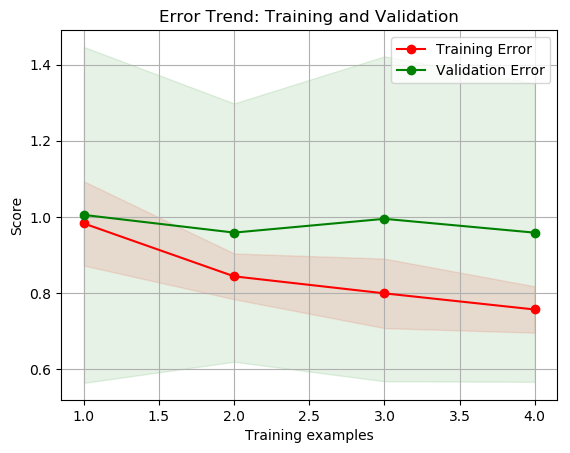 Error Trend: Training and Validation
Training Error
Validation Error
Score
1.4
1.2
1.0
0.8
0.6
1.0 1.5 2.0 2.5 3.0 3.5 4.0
Training examples